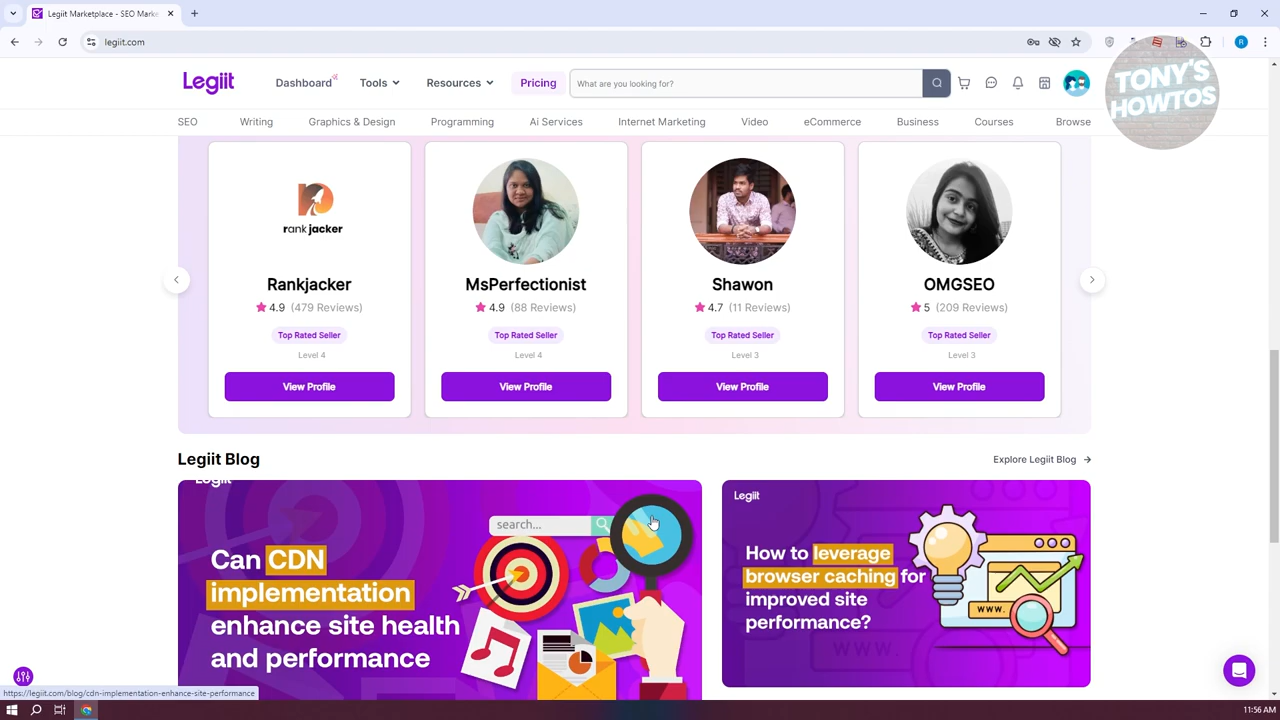 Legiit Marketplace - SEO Marke
legiit.com
TONY'S
HOWTOS
Legiit
Dashboard
Tools
Resources
Pricing
What are you looking for?
SEO
Writing
Graphics & Design
Programming
Ai Services
Internet Marketing
Video
eCommerce
Business
Courses
Browse
rank jacker
Rankjacker
4.9 (479 Reviews)
Top Rated Seller
Level 4
View Profile
MsPerfectionist
4.9 (88 Reviews)
Top Rated Seller
Level 4
View Profile
Shawon
4.7 (11 Reviews)
Top Rated Seller
Level 3
View Profile
OMGSEO
5 (209 Reviews)
Top Rated Seller
Level 3
View Profile
Legiit Blog
Explore Legiit Blog
Legiit
search...
Can CDN
implementation
enhance site health
and performance
Legiit
How to leverage
browser caching for
improved site
performance?
WWW.
https://legiit.com/blog/cdn-implementation-enhance-site-performance
11:56 AM